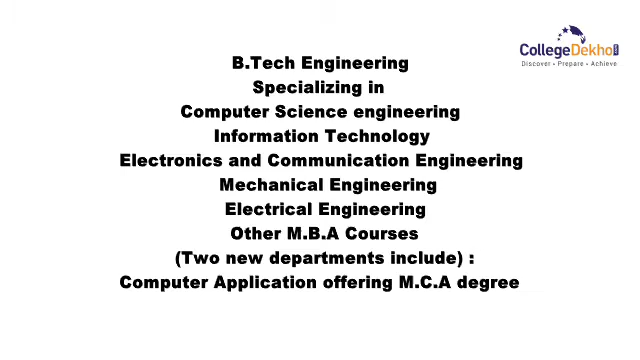 CollegeDekho
Discover • Prepare • Achieve
B.Tech Engineering
Specializing in
Computer Science engineering
Information Technology
Electronics and Communication Engineering
Mechanical Engineering
Electrical Engineering
Other M.B.A Courses
(Two new departments include) :
Computer Application offering M.C.A degree